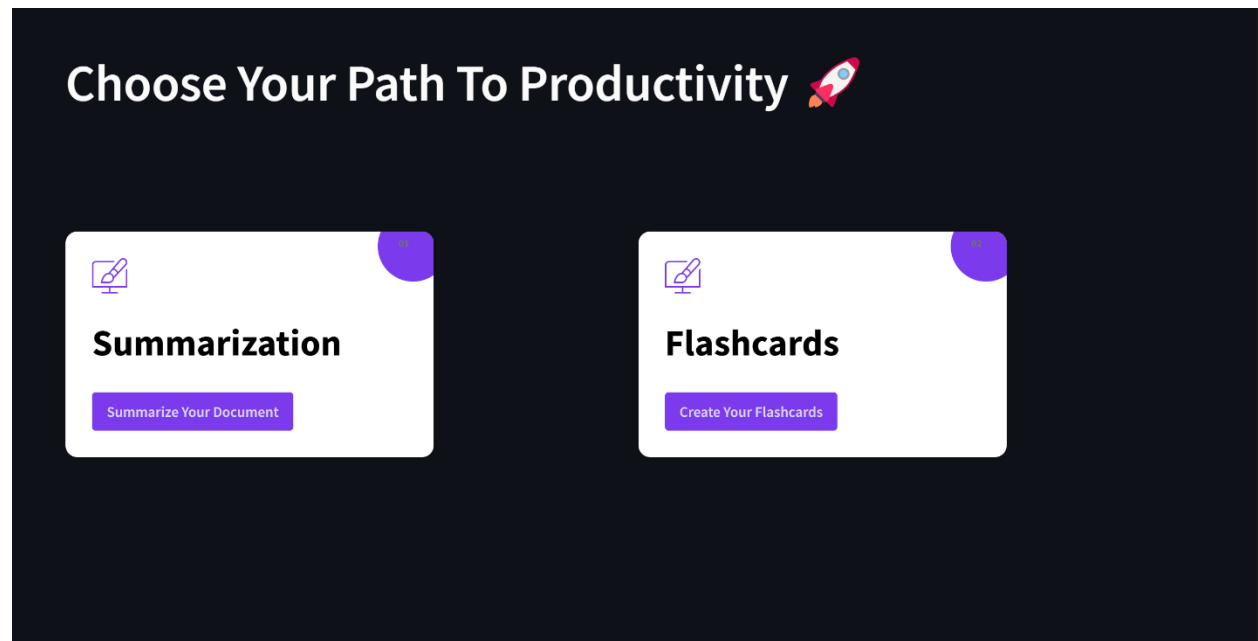 Choose Your Path To Productivity 🚀
01
Summarization
Summarize Your Document
02
Flashcards
Create Your Flashcards